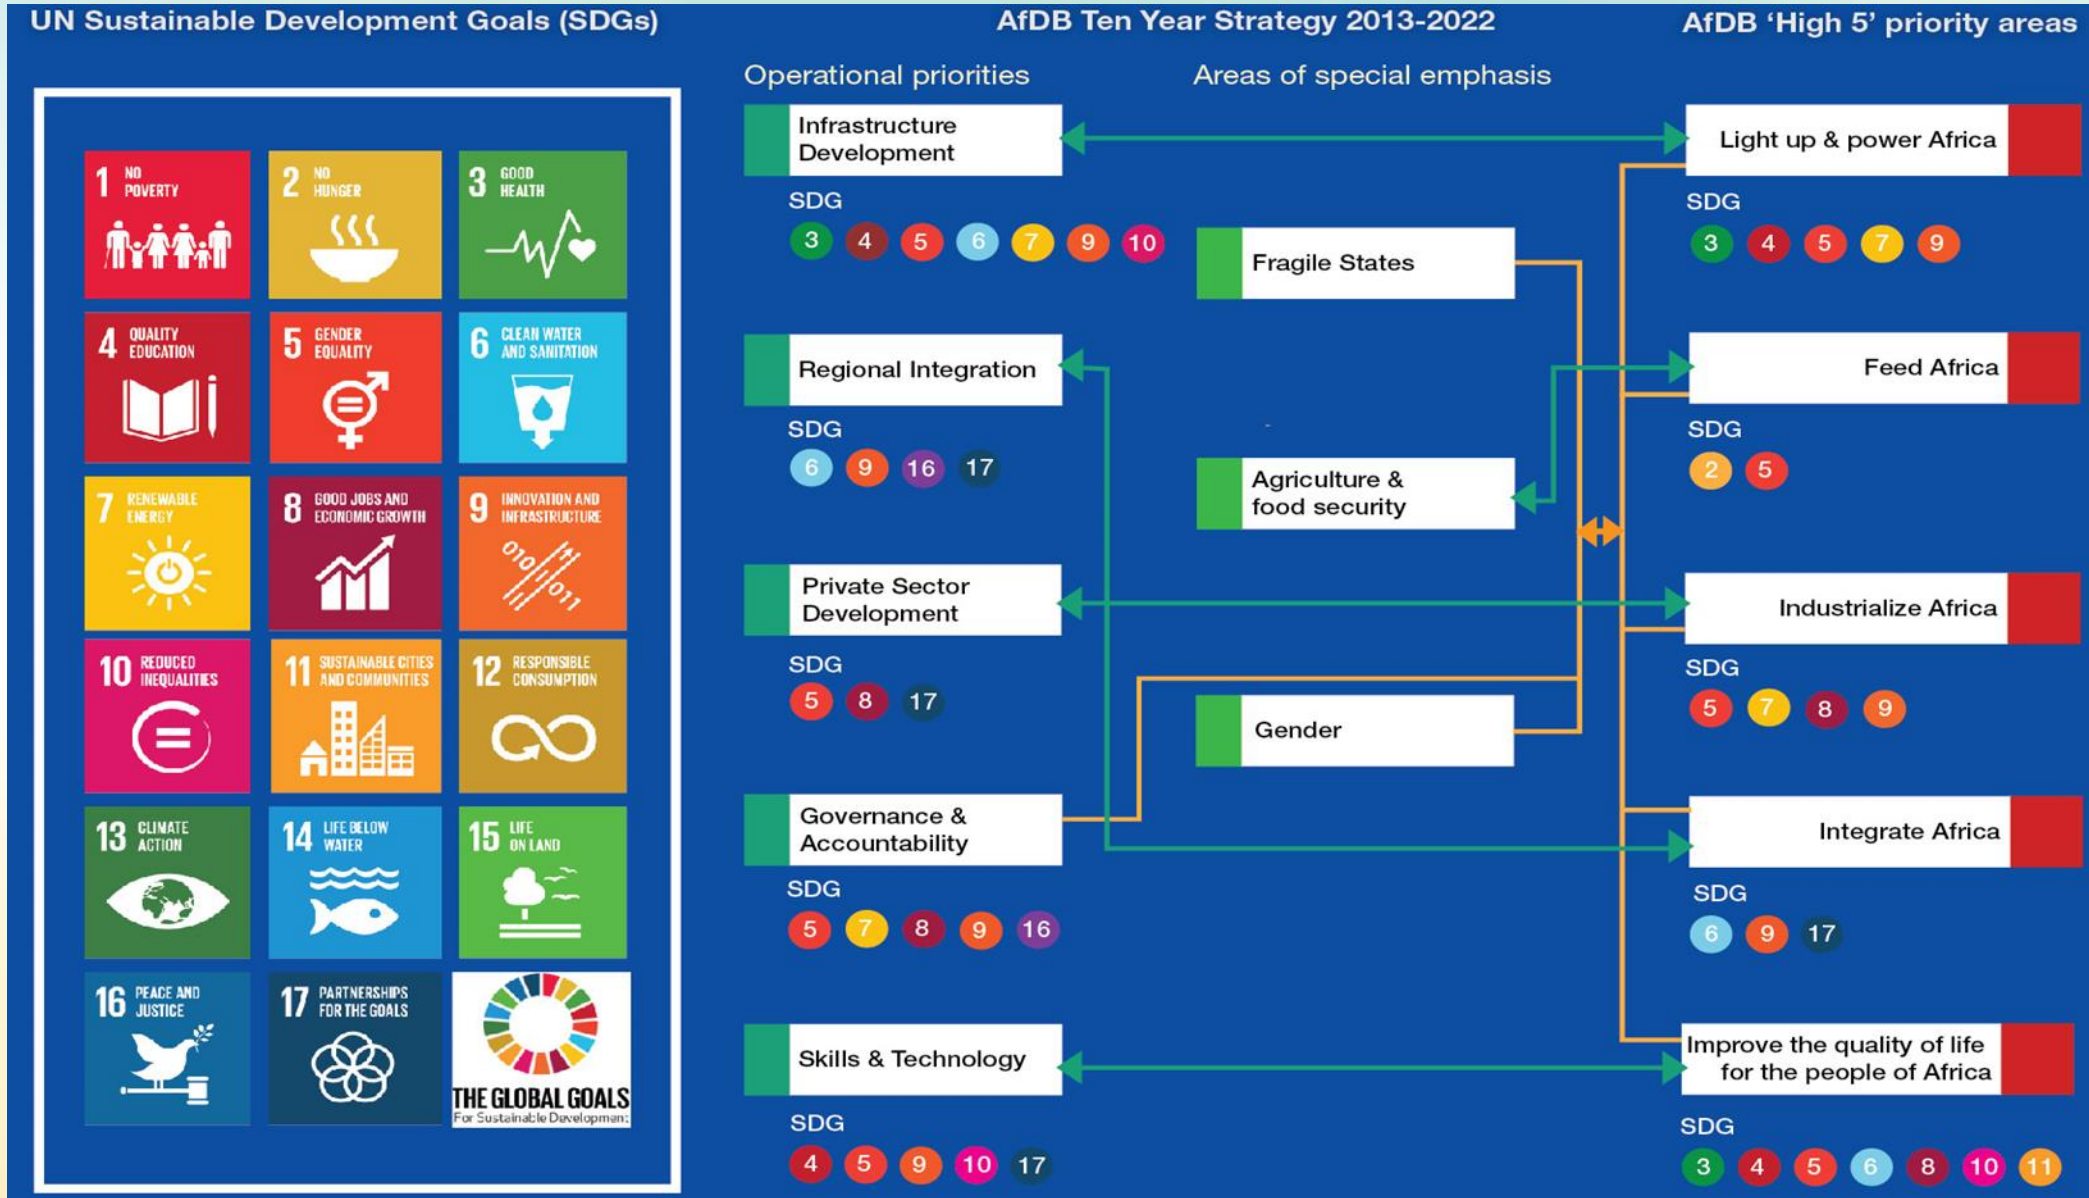 UN Sustainable Development Goals (SDGs)
1 NO
POVERTY
2 NO
HUNGER
3 GOOD
HEALTH
4 QUALITY
EDUCATION
5 GENDER
EQUALITY
6 CLEAN WATER
AND SANITATION
7 RENEWABLE
ENERGY
8 GOOD JOBS AND
ECONOMIC GROWTH
9 INNOVATION AND
INFRASTRUCTURE
010
011
10 REDUCED
INEQUALITIES
11 SUSTAINABLE CITIES
AND COMMUNITIES
12 RESPONSIBLE
CONSUMPTION
13 CLIMATE
ACTION
14 LIFE BELOW
WATER
15 LIFE
ON LAND
16 PEACE AND
JUSTICE
17 PARTNERSHIPS
FOR THE GOALS
THE GLOBAL GOALS
For Sustainable Development
AfDB Ten Year Strategy 2013-2022
Operational priorities
Infrastructure
Development
SDG
3 4 5 6 7 9 10
Regional Integration
SDG
6 9 16 17
Private Sector
Development
SDG
5 8 17
Governance &
Accountability
SDG
5 7 8 9 16
Skills & Technology
SDG
4 5 9 10 17
Areas of special emphasis
Fragile States
Agriculture &
food security
Gender
AfDB ‘High 5’ priority areas
Light up & power Africa
SDG
3 4 5 7 9
Feed Africa
SDG
2 5
Industrialize Africa
SDG
5 7 8 9
Integrate Africa
SDG
6 9 17
Improve the quality of life
for the people of Africa
SDG
3 4 5 6 8 10 11